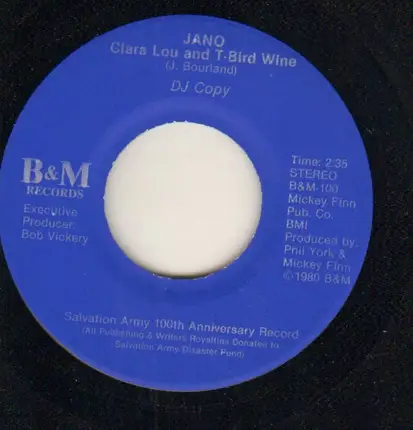 JANO
Clara Lou and T-Bird Wine
(J. Bourland)
DJ Copy
B&M
RECORDS
Executive
Producer:
Bob Vickery
Time: 2:35
STEREO
B&M-100
Mickey Finn
Pub. Co.
BMI
Produced by:
Phil York &
Mickey Finn
©1980 B&M
Salvation Army 100th Anniversary Record
(All Publishing & Writers Royalties Donated to
Salvation Army Disaster Fund)